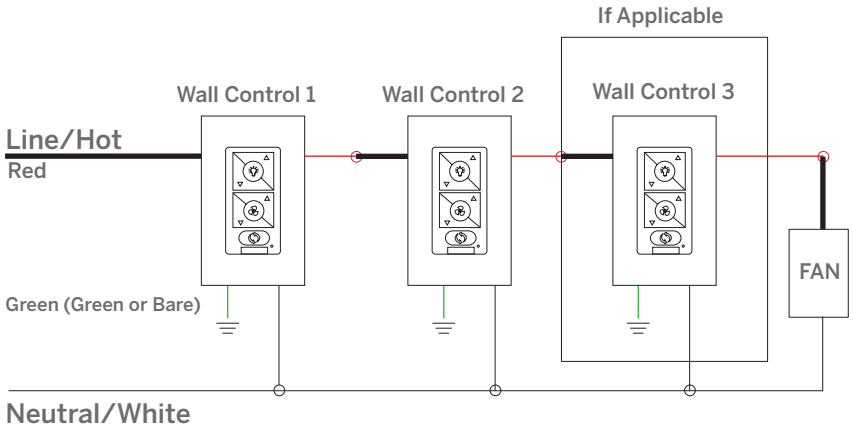 If Applicable
Wall Control 1
Wall Control 2
Wall Control 3
Line/Hot
Red
FAN
Green (Green or Bare)
Neutral/White